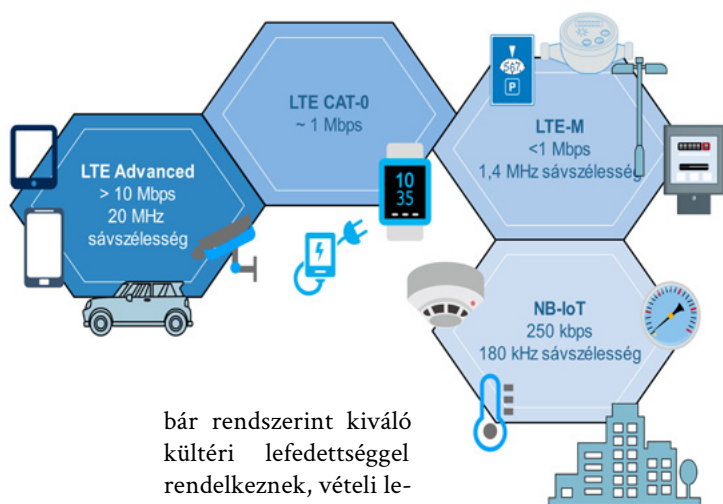 LTE CAT-0
~ 1 Mbps
LTE Advanced
> 10 Mbps
20 MHz
sávszélesség
10
35
567
P
LTE-M
<1 Mbps
1,4 MHz sávszélesség
NB-IoT
250 kbps
180 kHz sávszélesség
bár rendszerint kiváló
kültéri lefedettséggel
rendelkeznek, vételi le-